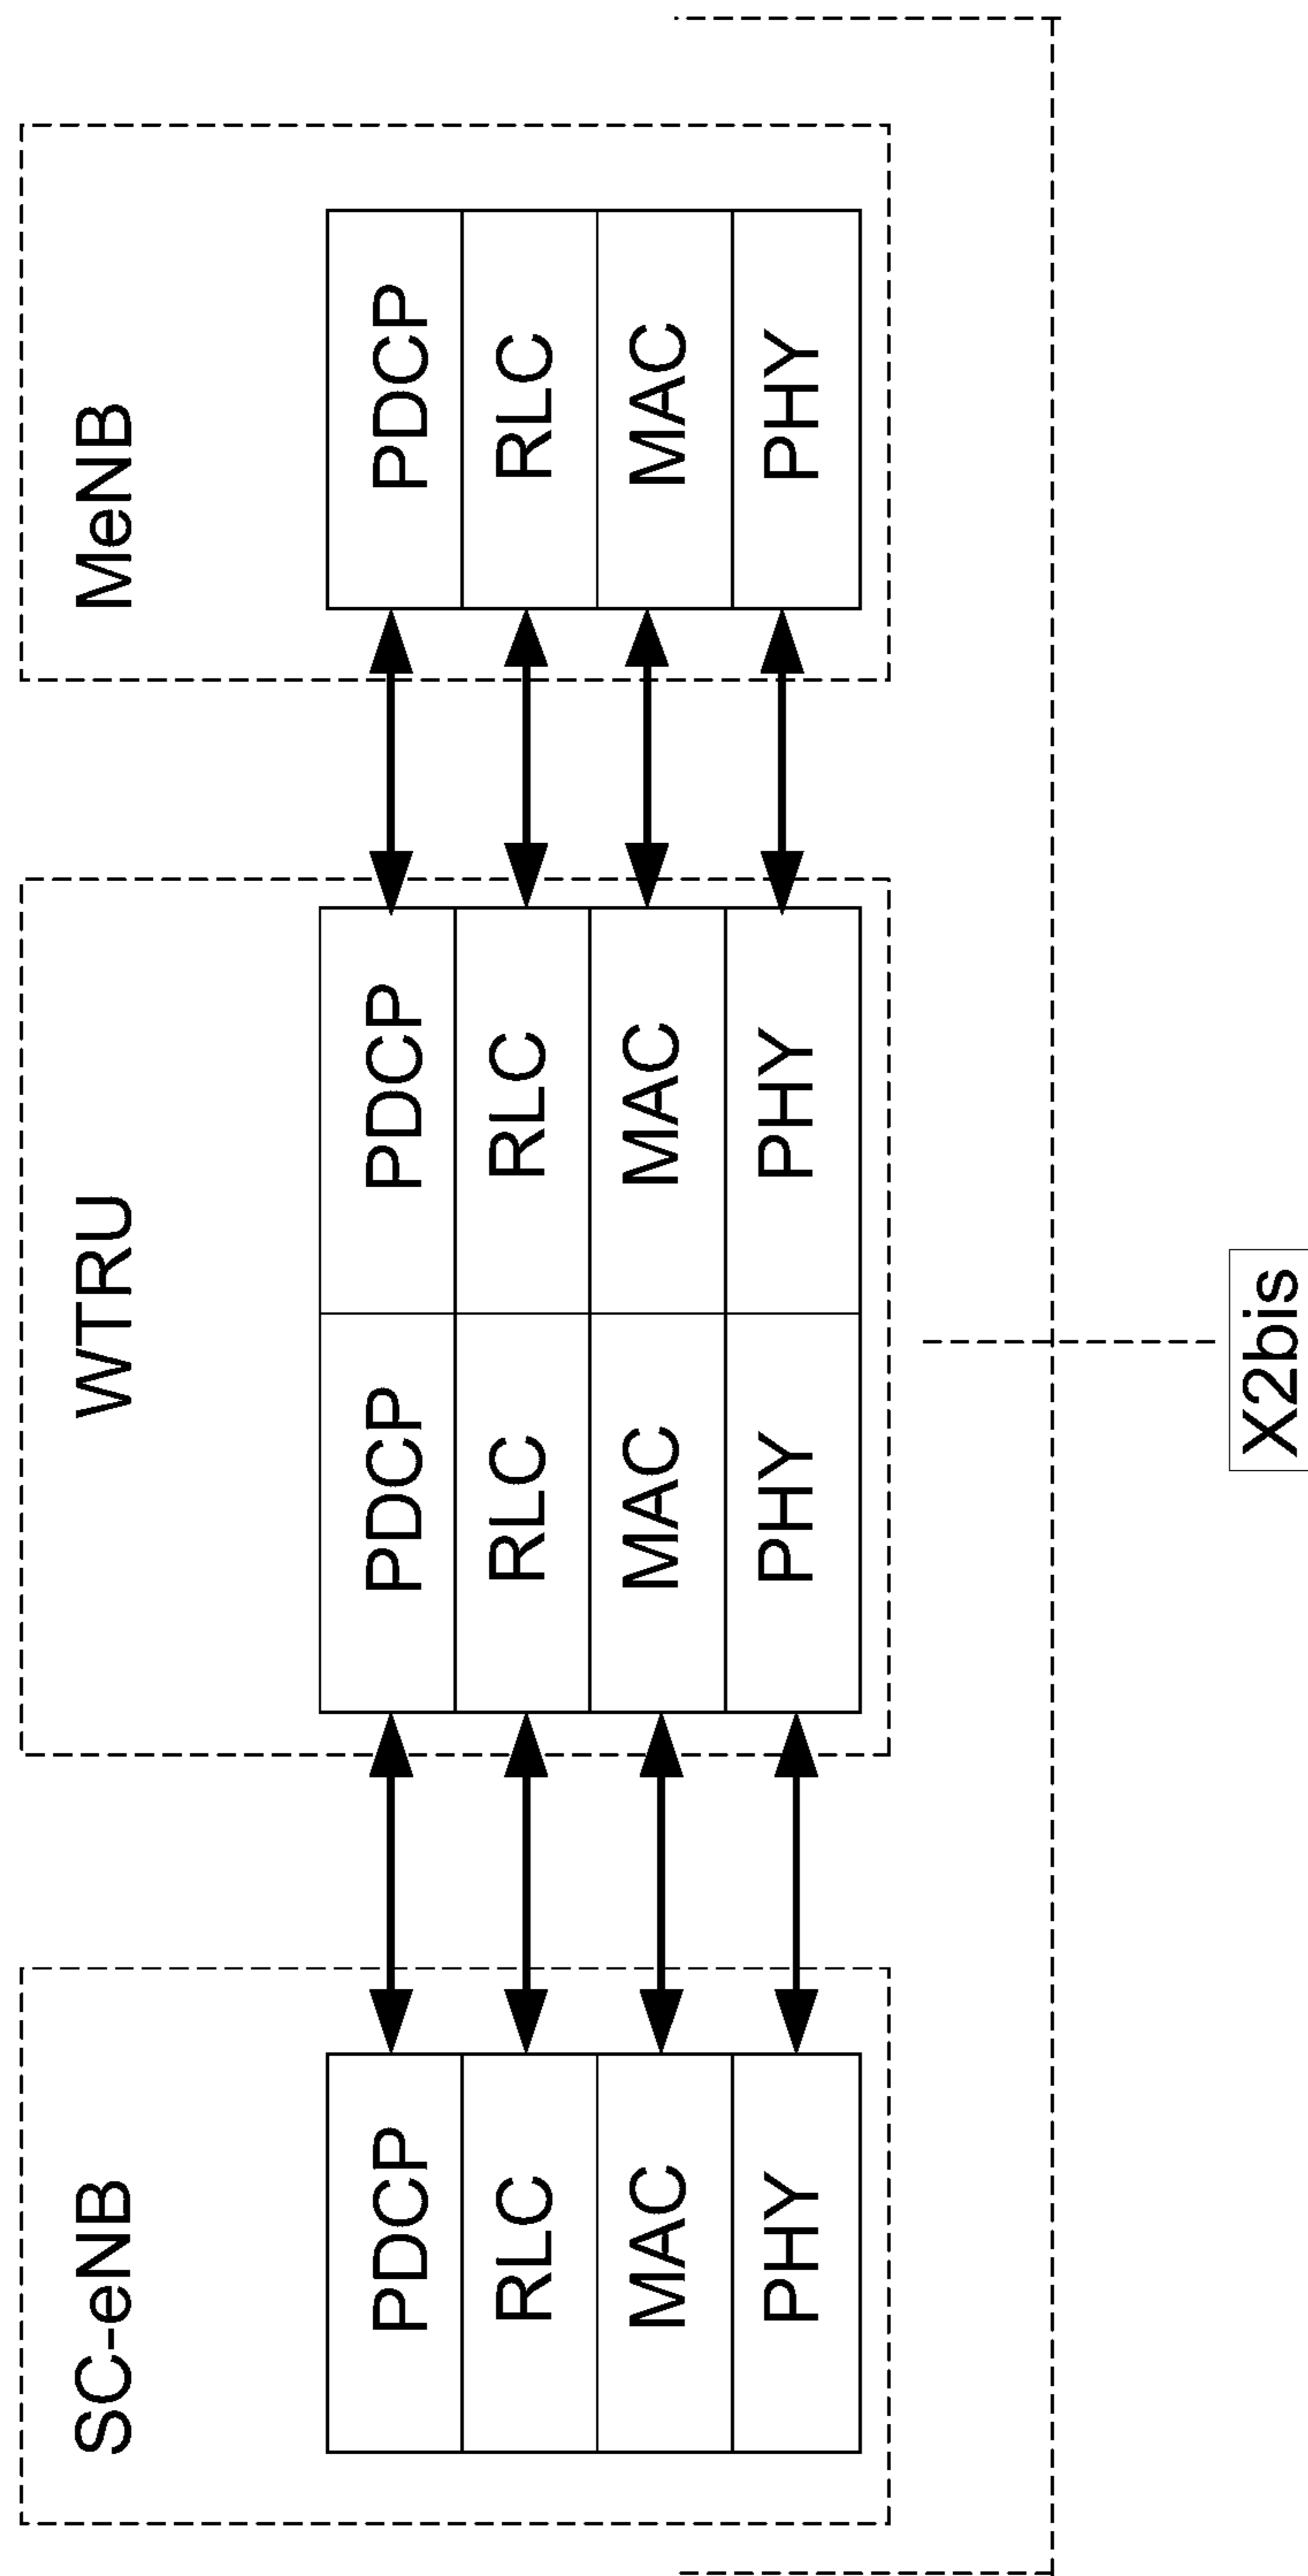 SC-eNB
WTRU
MeNB
PDCP
PDCP
PDCP
PDCP
RLC
RLC
RLC
RLC
MAC
MAC
MAC
MAC
PHY
PHY
PHY
PHY
X2bis